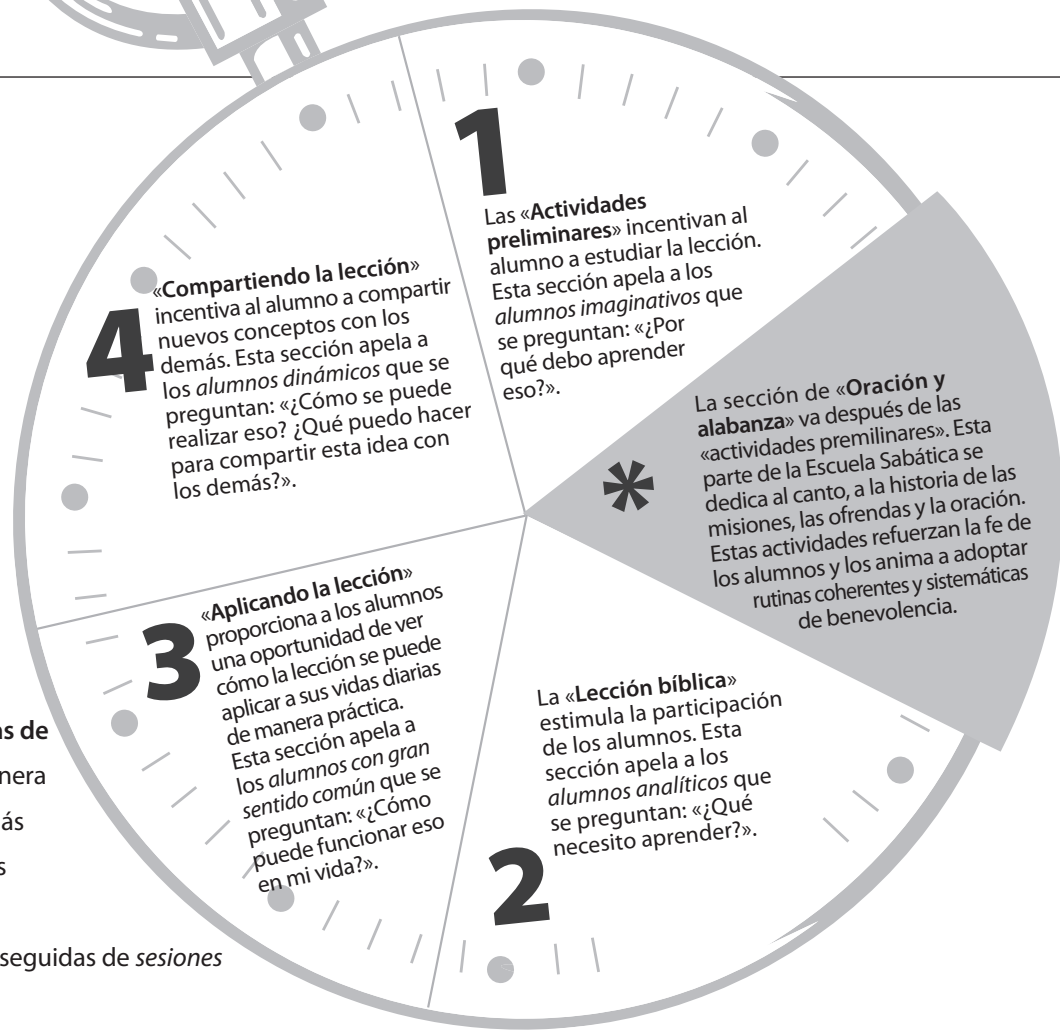 1
Las «Actividades
preliminares» incentivan al
alumno a estudiar la lección.
Esta sección apela a los
alumnos imaginativos que
se preguntan: «¿Por
qué debo aprender
eso?».
*
La sección de «Oración y
alabanza» va después de las
«actividades premilinares». Esta
parte de la Escuela Sabática se
dedica al canto, a la historia de las
misiones, las ofrendas y la oración.
Estas actividades refuerzan la fe de
los alumnos y los anima a adoptar
rutinas coherentes y sistemáticas
de benevolencia.
2
La «Lección bíblica»
estimula la participación
de los alumnos. Esta
sección apela a los
alumnos analíticos que
se preguntan: «¿Qué
necesito aprender?».
3
«Aplicando la lección»
proporciona a los alumnos
una oportunidad de ver
cómo la lección se puede
aplicar a sus vidas diarias
de manera práctica.
Esta sección apela a
los alumnos con gran
sentido común que se
preguntan: «¿Cómo
puede funcionar eso
en mi vida?».
4
«Compartiendo la lección»
incentiva al alumno a compartir
nuevos conceptos con los
demás. Esta sección apela a
los alumnos dinámicos que se
preguntan: «¿Cómo se puede
realizar eso? ¿Qué puedo hacer
para compartir esta idea con
los demás?».
de
seguidas de sesiones